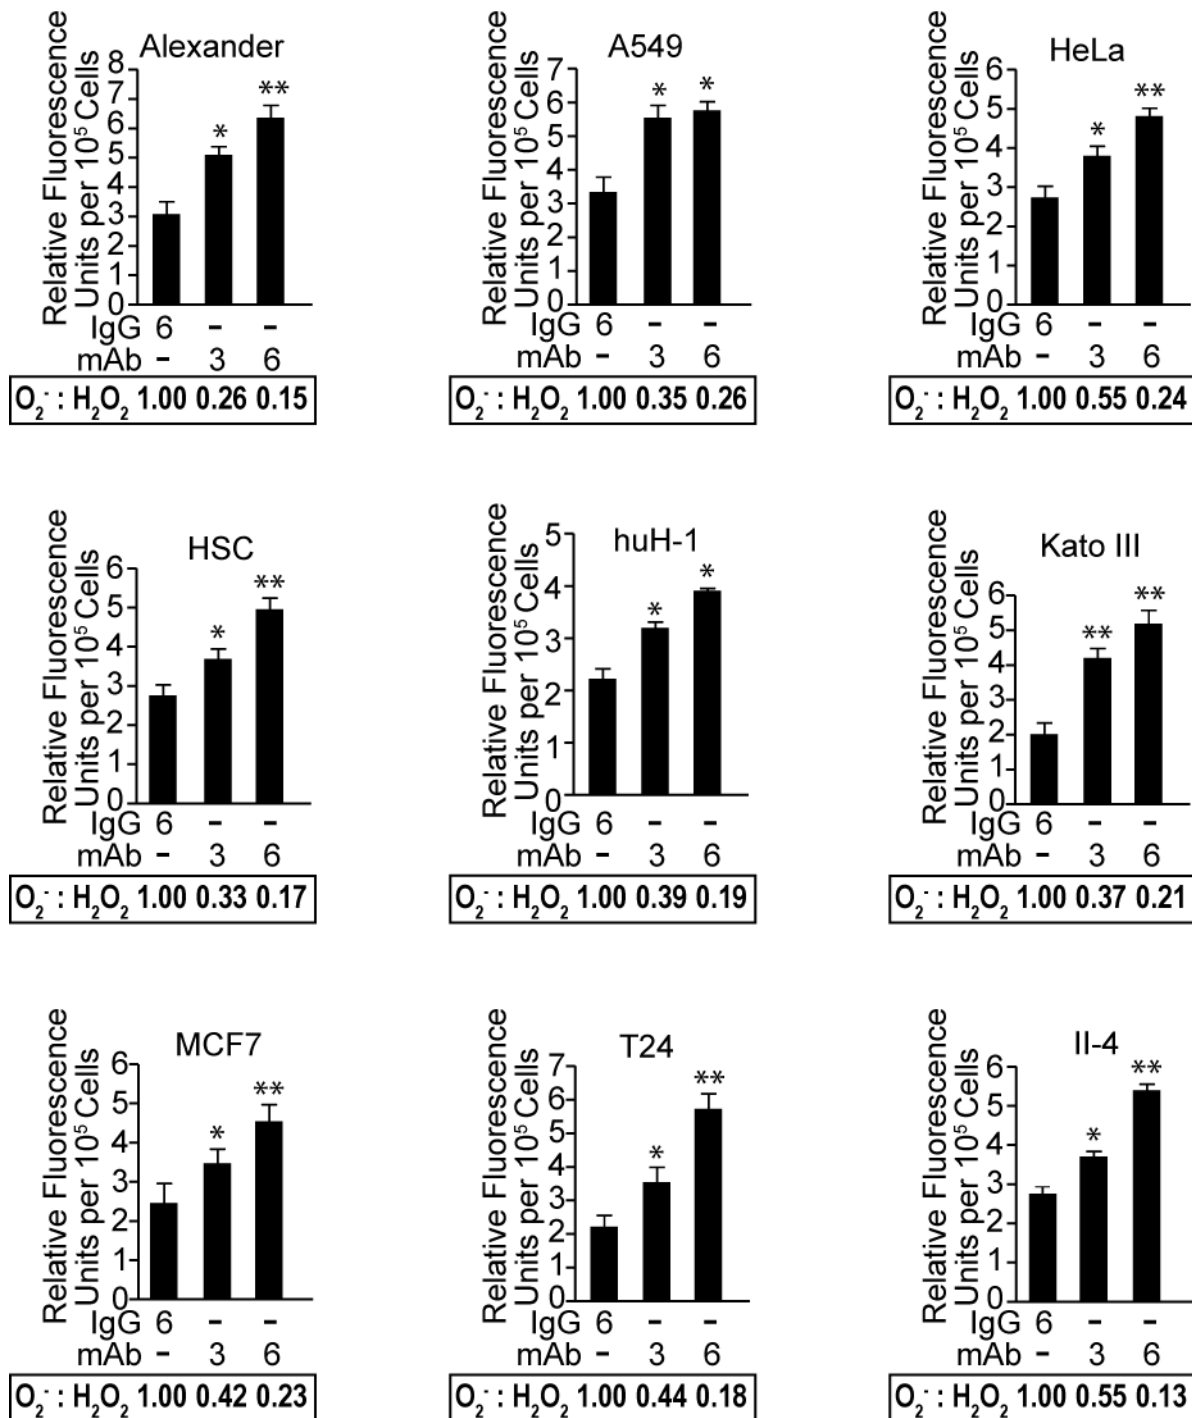 Alexander
Relative Fluorescence
Units per 10⁵ Cells
8
7
6
5
4
3
2
1
0
*
**
IgG 6 - -
mAb - 3 6
O₂⁻ : H₂O₂ 1.00 0.26 0.15
A549
Relative Fluorescence
Units per 10⁵ Cells
7
6
5
4
3
2
1
0
*
*
IgG 6 - -
mAb - 3 6
O₂⁻ : H₂O₂ 1.00 0.35 0.26
HeLa
Relative Fluorescence
Units per 10⁵ Cells
6
5
4
3
2
1
0
*
**
IgG 6 - -
mAb - 3 6
O₂⁻ : H₂O₂ 1.00 0.55 0.24
HSC
Relative Fluorescence
Units per 10⁵ Cells
6
5
4
3
2
1
0
*
**
IgG 6 - -
mAb - 3 6
O₂⁻ : H₂O₂ 1.00 0.33 0.17
huH-1
Relative Fluorescence
Units per 10⁵ Cells
5
4
3
2
1
0
*
*
IgG 6 - -
mAb - 3 6
O₂⁻ : H₂O₂ 1.00 0.39 0.19
Kato III
Relative Fluorescence
Units per 10⁵ Cells
6
5
4
3
2
1
0
**
**
IgG 6 - -
mAb - 3 6
O₂⁻ : H₂O₂ 1.00 0.37 0.21
MCF7
Relative Fluorescence
Units per 10⁵ Cells
6
5
4
3
2
1
0
*
**
IgG 6 - -
mAb - 3 6
O₂⁻ : H₂O₂ 1.00 0.42 0.23
T24
Relative Fluorescence
Units per 10⁵ Cells
7
6
5
4
3
2
1
0
*
**
IgG 6 - -
mAb - 3 6
O₂⁻ : H₂O₂ 1.00 0.44 0.18
II-4
Relative Fluorescence
Units per 10⁵ Cells
6
5
4
3
2
1
0
*
**
IgG 6 - -
mAb - 3 6
O₂⁻ : H₂O₂ 1.00 0.55 0.13